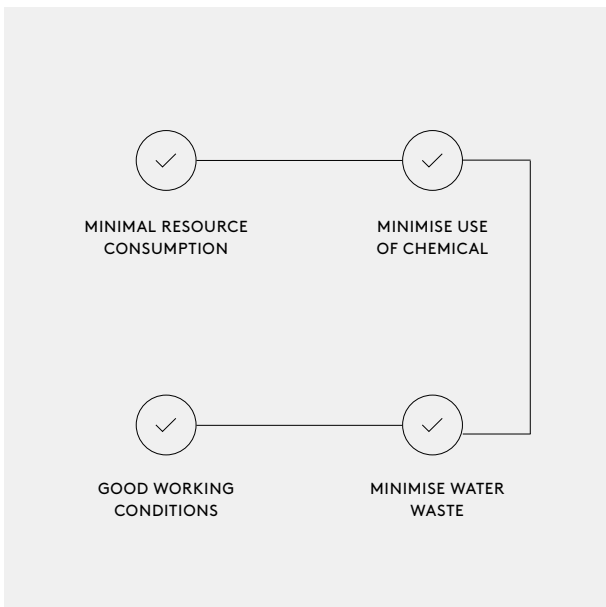 MINIMAL RESOURCE
CONSUMPTION
MINIMISE USE
OF CHEMICAL
GOOD WORKING
CONDITIONS
MINIMISE WATER
WASTE